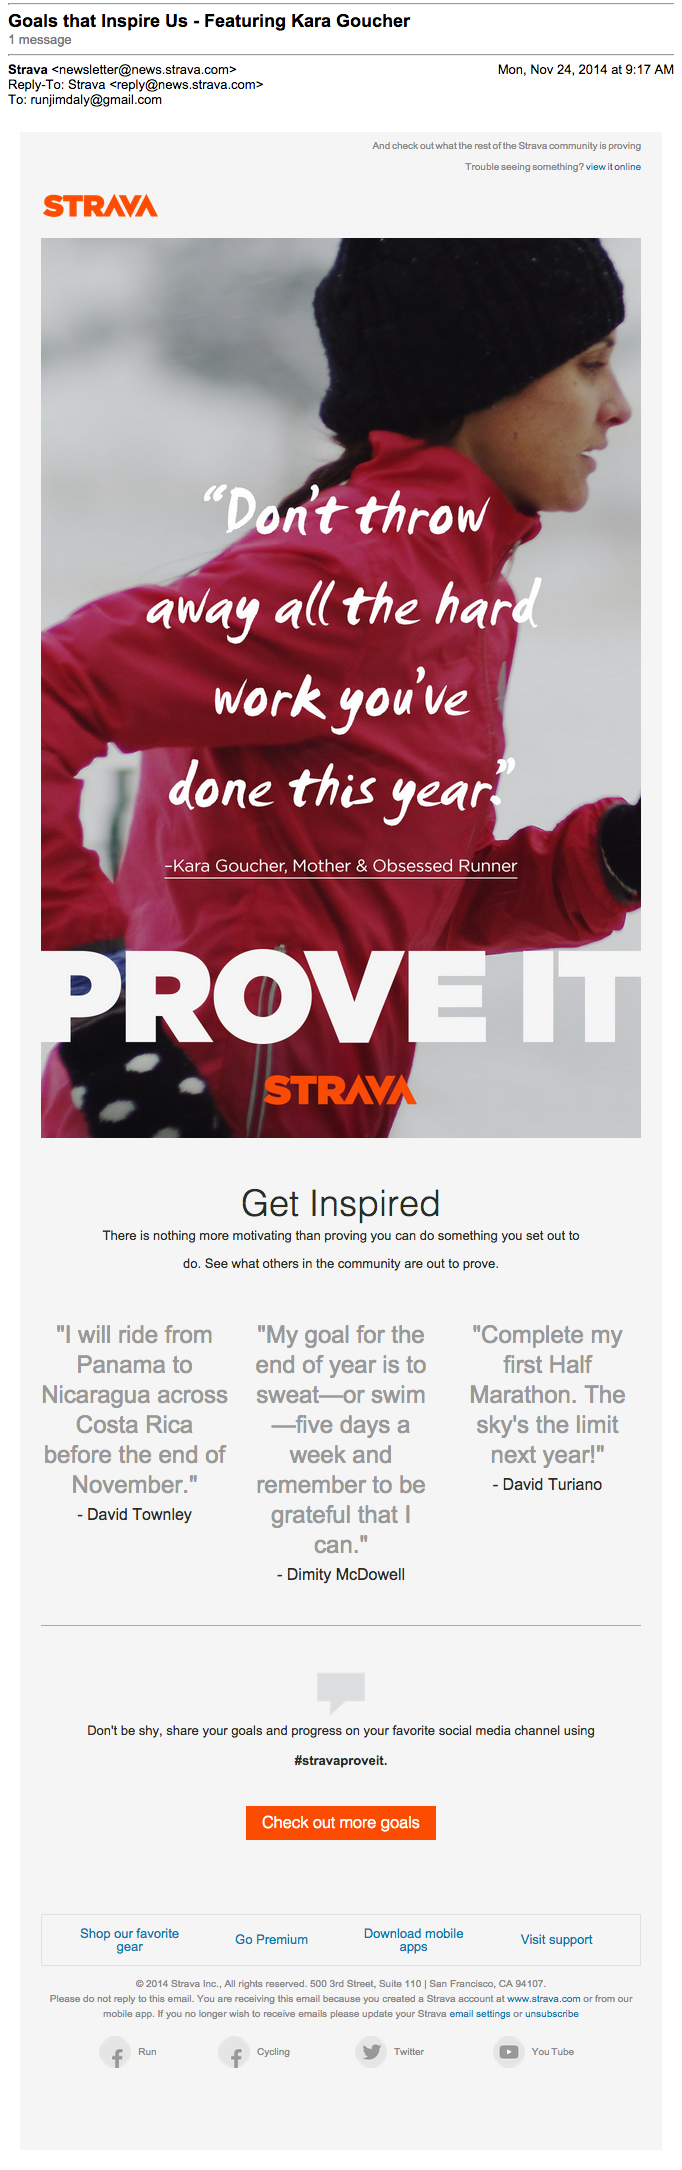 Goals that Inspire Us - Featuring Kara Goucher
1 message
Strava <newsletter@news.strava.com>
Mon, Nov 24, 2014 at 9:17 AM
Reply-To: Strava <reply@news.strava.com>
To: runjimdaly@gmail.com
And check out what the rest of the Strava community is proving
Trouble seeing something? view it online
STRAVA
“Don't throw
away all the hard
work you've
done this year.”
–Kara Goucher, Mother & Obsessed Runner
PROVE IT
STRAVA
Get Inspired
There is nothing more motivating than proving you can do something you set out to
do. See what others in the community are out to prove.
"I will ride from
Panama to
Nicaragua across
Costa Rica
before the end of
November."
- David Townley
"My goal for the
end of year is to
sweat—or swim
—five days a
week and
remember to be
grateful that I
can."
- Dimity McDowell
"Complete my
first Half
Marathon. The
sky's the limit
next year!"
- David Turiano
Don't be shy, share your goals and progress on your favorite social media channel using
#stravaproveit.
Check out more goals
Shop our favorite
gear
Go Premium
Download mobile
apps
Visit support
© 2014 Strava Inc., All rights reserved. 500 3rd Street, Suite 110 | San Francisco, CA 94107.
Please do not reply to this email. You are receiving this email because you created a Strava account at www.strava.com or from our
mobile app. If you no longer wish to receive emails please update your Strava email settings or unsubscribe
Run
Cycling
Twitter
You Tube